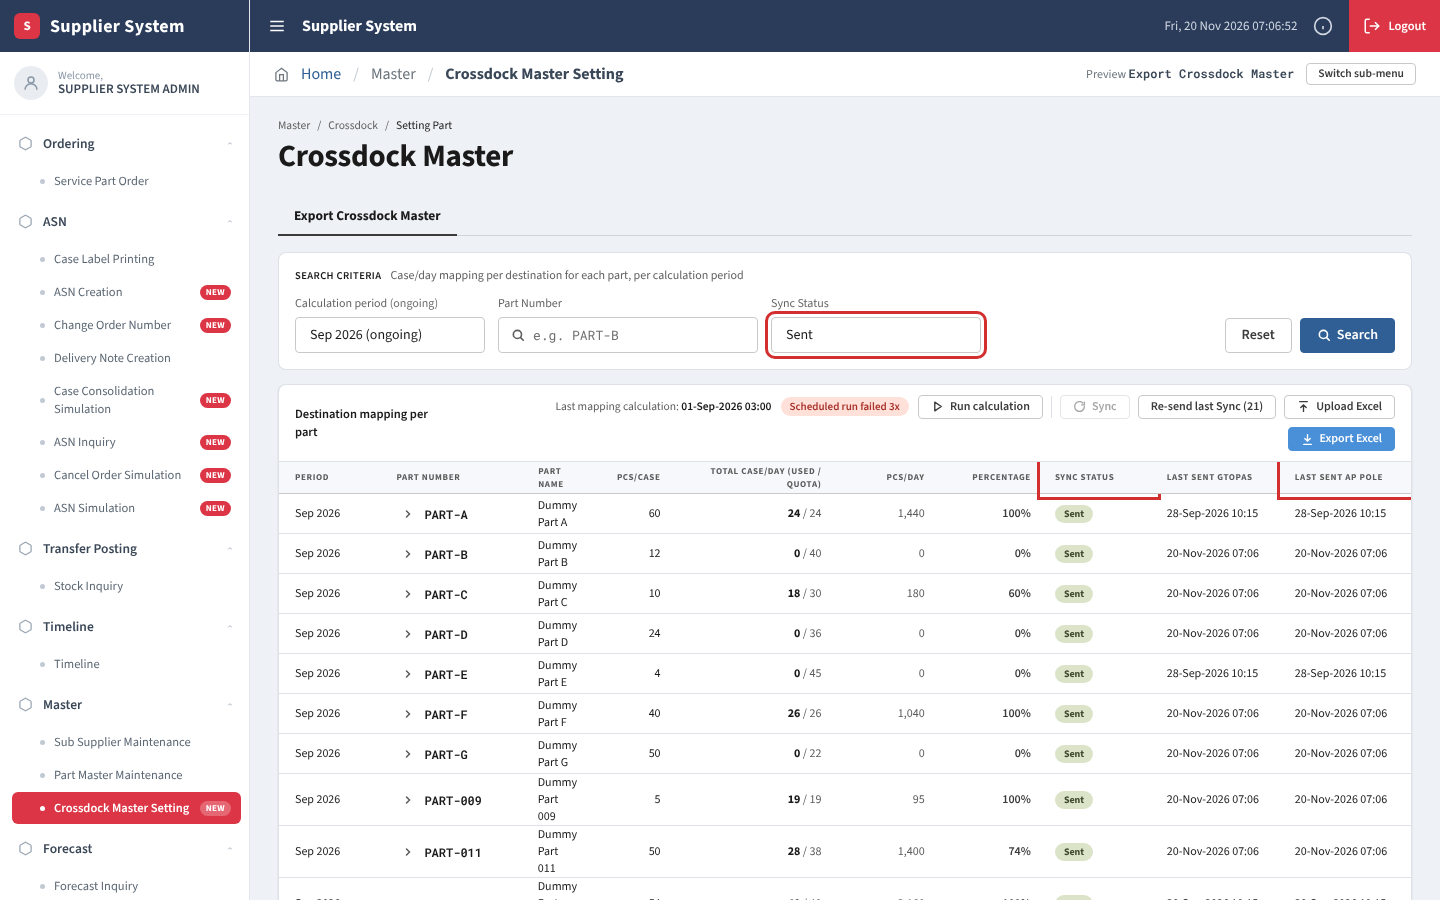 S Supplier System
Supplier System
Fri, 20 Nov 2026 07:06:52
Logout
Welcome,
SUPPLIER SYSTEM ADMIN
Home / Master / Crossdock Master Setting
Preview Export Crossdock Master
Switch sub-menu
Ordering
Service Part Order
ASN
Case Label Printing
ASN Creation NEW
Change Order Number NEW
Delivery Note Creation
Case Consolidation
Simulation NEW
ASN Inquiry NEW
Cancel Order Simulation NEW
ASN Simulation NEW
Transfer Posting
Stock Inquiry
Timeline
Timeline
Master
Sub Supplier Maintenance
Part Master Maintenance
Crossdock Master Setting NEW
Forecast
Forecast Inquiry
Master / Crossdock / Setting Part
Crossdock Master
Export Crossdock Master
SEARCH CRITERIA Case/day mapping per destination for each part, per calculation period
Calculation period (ongoing) Part Number Sync Status
Sep 2026 (ongoing) e.g. PART-B Sent Reset Search
Destination mapping per
part
Last mapping calculation: 01-Sep-2026 03:00 Scheduled run failed 3x Run calculation Sync Re-send last Sync (21) Upload Excel
Export Excel
PERIOD PART NUMBER PART NAME PCS/CASE TOTAL CASE/DAY (USED / QUOTA) PCS/DAY PERCENTAGE SYNC STATUS LAST SENT GTOPAS LAST SENT AP POLE
Sep 2026 PART-A Dummy Part A 60 24 / 24 1,440 100% Sent 28-Sep-2026 10:15 28-Sep-2026 10:15
Sep 2026 PART-B Dummy Part B 12 0 / 40 0 0% Sent 20-Nov-2026 07:06 20-Nov-2026 07:06
Sep 2026 PART-C Dummy Part C 10 18 / 30 180 60% Sent 20-Nov-2026 07:06 20-Nov-2026 07:06
Sep 2026 PART-D Dummy Part D 24 0 / 36 0 0% Sent 20-Nov-2026 07:06 20-Nov-2026 07:06
Sep 2026 PART-E Dummy Part E 4 0 / 45 0 0% Sent 28-Sep-2026 10:15 28-Sep-2026 10:15
Sep 2026 PART-F Dummy Part F 40 26 / 26 1,040 100% Sent 20-Nov-2026 07:06 20-Nov-2026 07:06
Sep 2026 PART-G Dummy Part G 50 0 / 22 0 0% Sent 20-Nov-2026 07:06 20-Nov-2026 07:06
Sep 2026 PART-009 Dummy Part 009 5 19 / 19 95 100% Sent 20-Nov-2026 07:06 20-Nov-2026 07:06
Sep 2026 PART-011 Dummy Part 011 50 28 / 38 1,400 74% Sent 20-Nov-2026 07:06 20-Nov-2026 07:06
Dummy